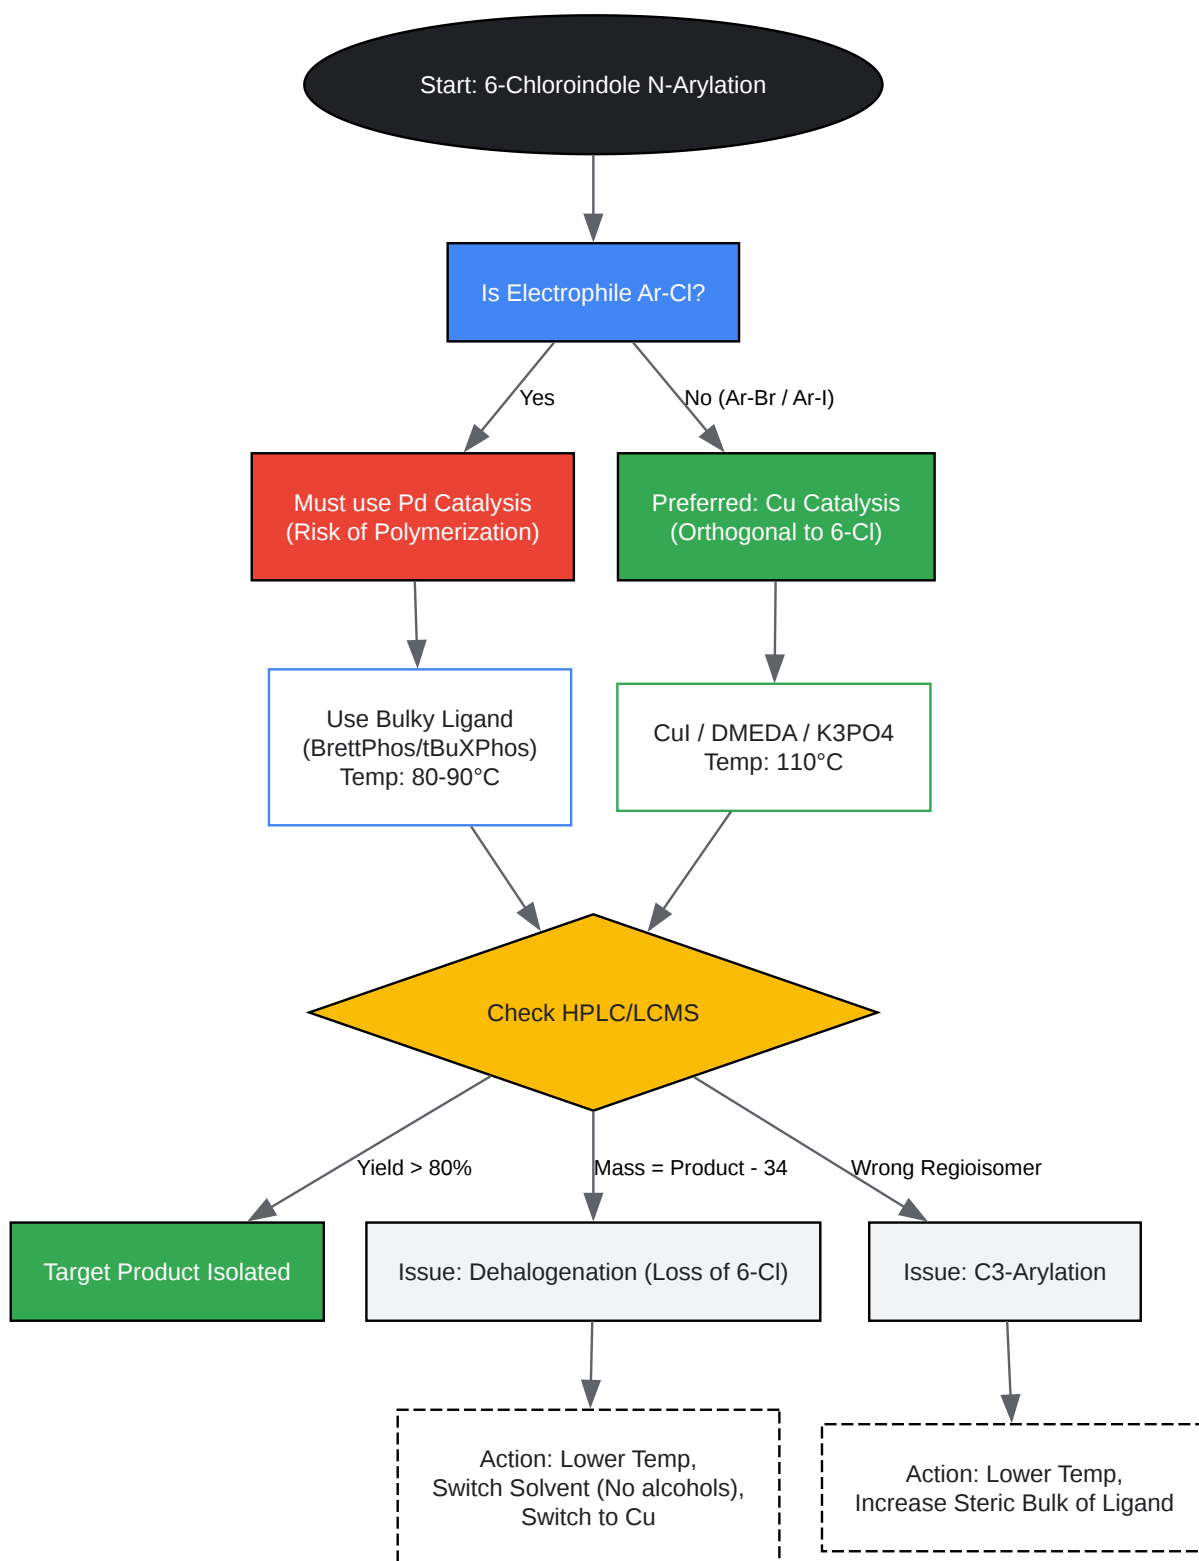 Start: 6-Chloroindole N-Arylation
Is Electrophile Ar-Cl?
Yes
No (Ar-Br / Ar-I)
Must use Pd Catalysis
(Risk of Polymerization)
Preferred: Cu Catalysis
(Orthogonal to 6-Cl)
Use Bulky Ligand
(BrettPhos/tBuXPhos)
Temp: 80-90°C
CuI / DMEDA / K3PO4
Temp: 110°C
Check HPLC/LCMS
Yield > 80%
Mass = Product - 34
Wrong Regioisomer
Target Product Isolated
Issue: Dehalogenation (Loss of 6-Cl)
Issue: C3-Arylation
Action: Lower Temp,
Switch Solvent (No alcohols),
Switch to Cu
Action: Lower Temp,
Increase Steric Bulk of Ligand